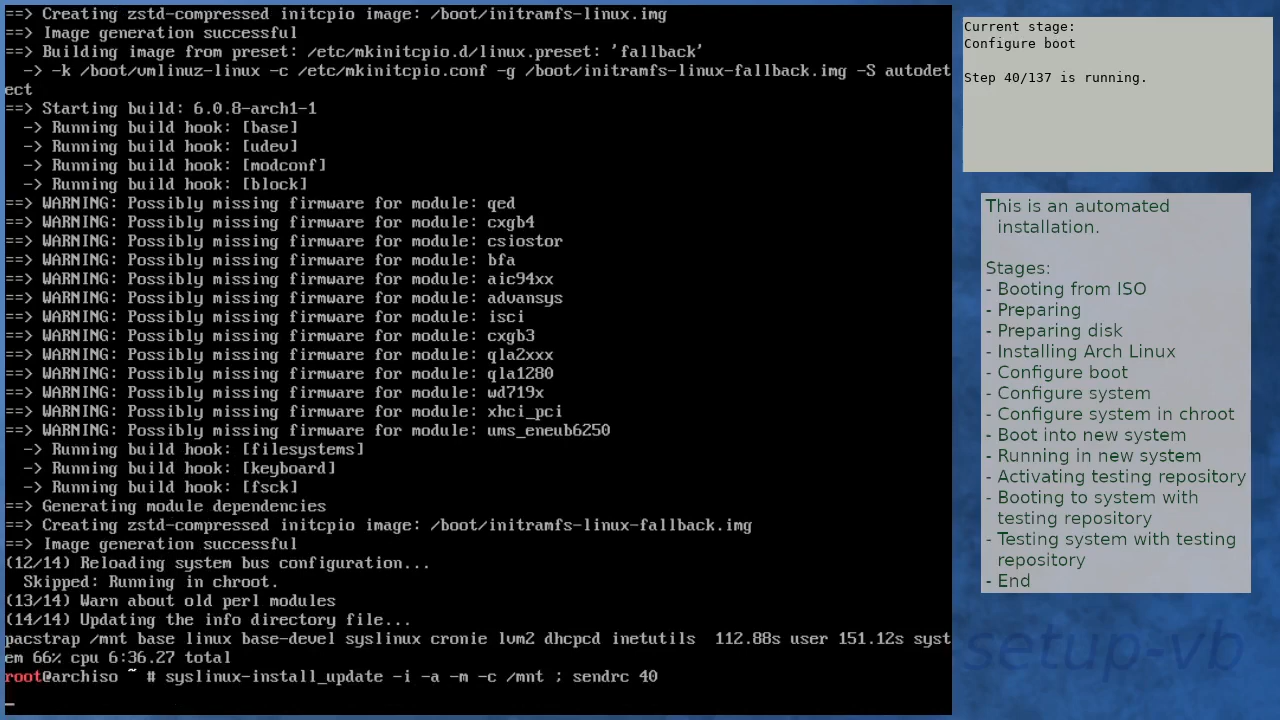 ==> Creating zstd-compressed initcpio image: /boot/initramfs-linux.img
==> Image generation successful
==> Building image from preset: /etc/mkinitcpio.d/linux.preset: 'fallback'
  -> -k /boot/vmlinuz-linux -c /etc/mkinitcpio.conf -g /boot/initramfs-linux-fallback.img -S autodet
ect
==> Starting build: 6.0.8-arch1-1
  -> Running build hook: [base]
  -> Running build hook: [udev]
  -> Running build hook: [modconf]
  -> Running build hook: [block]
==> WARNING: Possibly missing firmware for module: qed
==> WARNING: Possibly missing firmware for module: cxgb4
==> WARNING: Possibly missing firmware for module: csiostor
==> WARNING: Possibly missing firmware for module: bfa
==> WARNING: Possibly missing firmware for module: aic94xx
==> WARNING: Possibly missing firmware for module: advansys
==> WARNING: Possibly missing firmware for module: isci
==> WARNING: Possibly missing firmware for module: cxgb3
==> WARNING: Possibly missing firmware for module: qla2xxx
==> WARNING: Possibly missing firmware for module: qla1280
==> WARNING: Possibly missing firmware for module: wd719x
==> WARNING: Possibly missing firmware for module: xhci_pci
==> WARNING: Possibly missing firmware for module: ums_eneub6250
  -> Running build hook: [filesystems]
  -> Running build hook: [keyboard]
  -> Running build hook: [fsck]
==> Generating module dependencies
==> Creating zstd-compressed initcpio image: /boot/initramfs-linux-fallback.img
==> Image generation successful
(12/14) Reloading system bus configuration...
  Skipped: Running in chroot.
(13/14) Warn about old perl modules
(14/14) Updating the info directory file...
pacstrap /mnt base linux base-devel syslinux cronie lvm2 dhcpcd inetutils  112.88s user 151.12s syst
em 66% cpu 6:36.27 total
root@archiso ~ # syslinux-install_update -i -a -m -c /mnt ; sendrc 40
Current stage:
Configure boot
Step 40/137 is running.
This is an automated
installation.
Stages:
- Booting from ISO
- Preparing
- Preparing disk
- Installing Arch Linux
- Configure boot
- Configure system
- Configure system in chroot
- Boot into new system
- Running in new system
- Activating testing repository
- Booting to system with
testing repository
- Testing system with testing
repository
- End
setup-vb